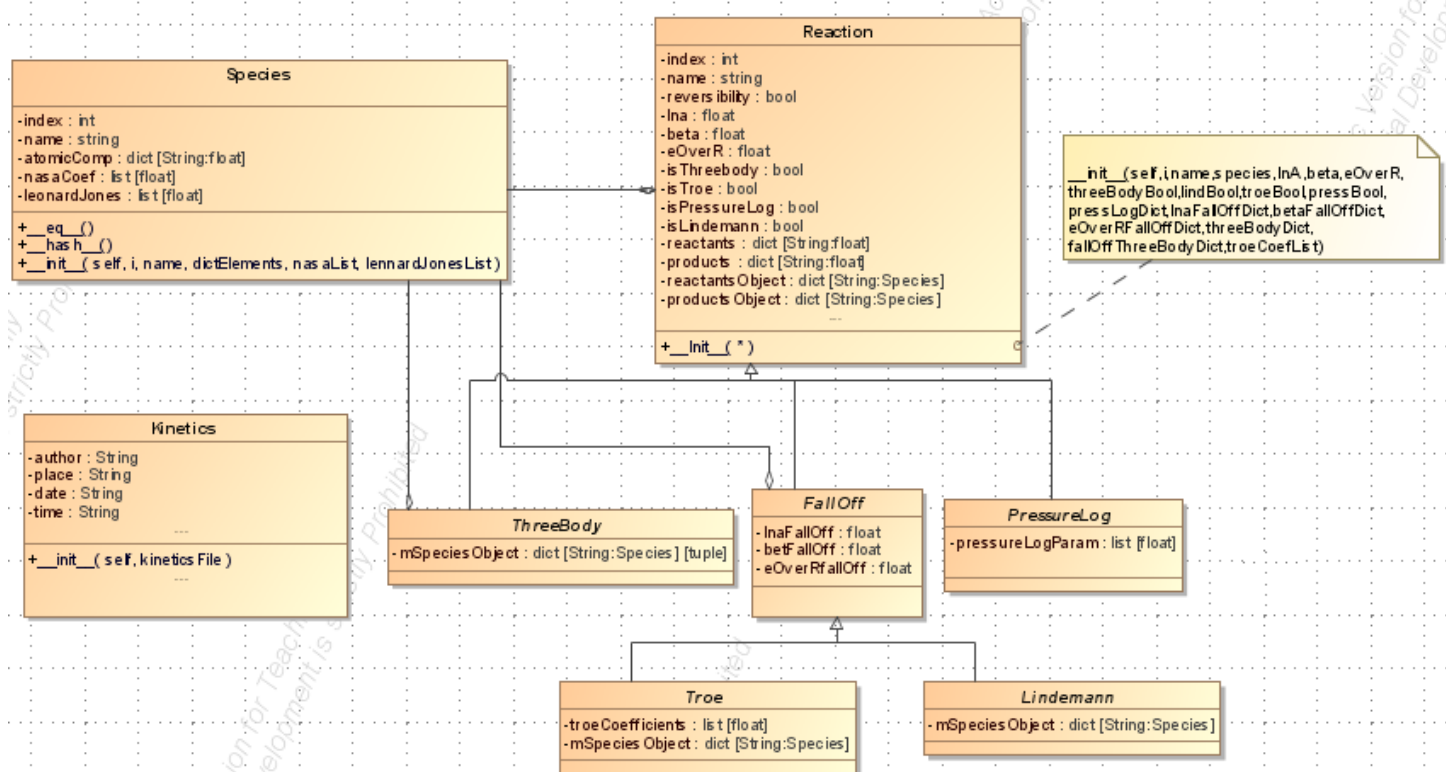 Reaction
-index : int
-name : string
-reversibility : bool
-lna : float
-beta : float
-eOverR : float
-isThreebody : bool
-isTroe : bool
-isPressureLog : bool
-isLindemann : bool
-reactants : dict [String:float]
-products : dict [String:float]
-reactantsObject : dict [String:Species]
-productsObject : dict [String:Species]
...
+__Init__( * )
Species
-index : int
-name : string
-atomicComp : dict [String:float]
-nasaCoef : list [float]
-leonardJones : list [float]
+__eq__()
+__hash__()
+__init__( self, i, name, dictElements, nasaList, lennardJonesList )
__init__(self,i,name,species,lnA,beta,eOverR,
threeBodyBool,lindBool,troeBool,pressBool,
pressLogDict,lnaFallOffDict,betaFallOffDict,
eOverRFallOffDict,threeBodyDict,
fallOffThreeBodyDict,troeCoefList)
Kinetics
-author : String
-place : String
-date : String
-time : String
...
+__init__( self, kineticsFile )
...
ThreeBody
-mSpeciesObject : dict [String:Species] [tuple]
FallOff
-lnaFallOff : float
-betFallOff : float
-eOverRfallOff : float
PressureLog
-pressureLogParam : list [float]
Troe
-troeCoefficients : list [float]
-mSpeciesObject : dict [String:Species]
Lindemann
-mSpeciesObject : dict [String:Species]
strictly Prohibited
Version for